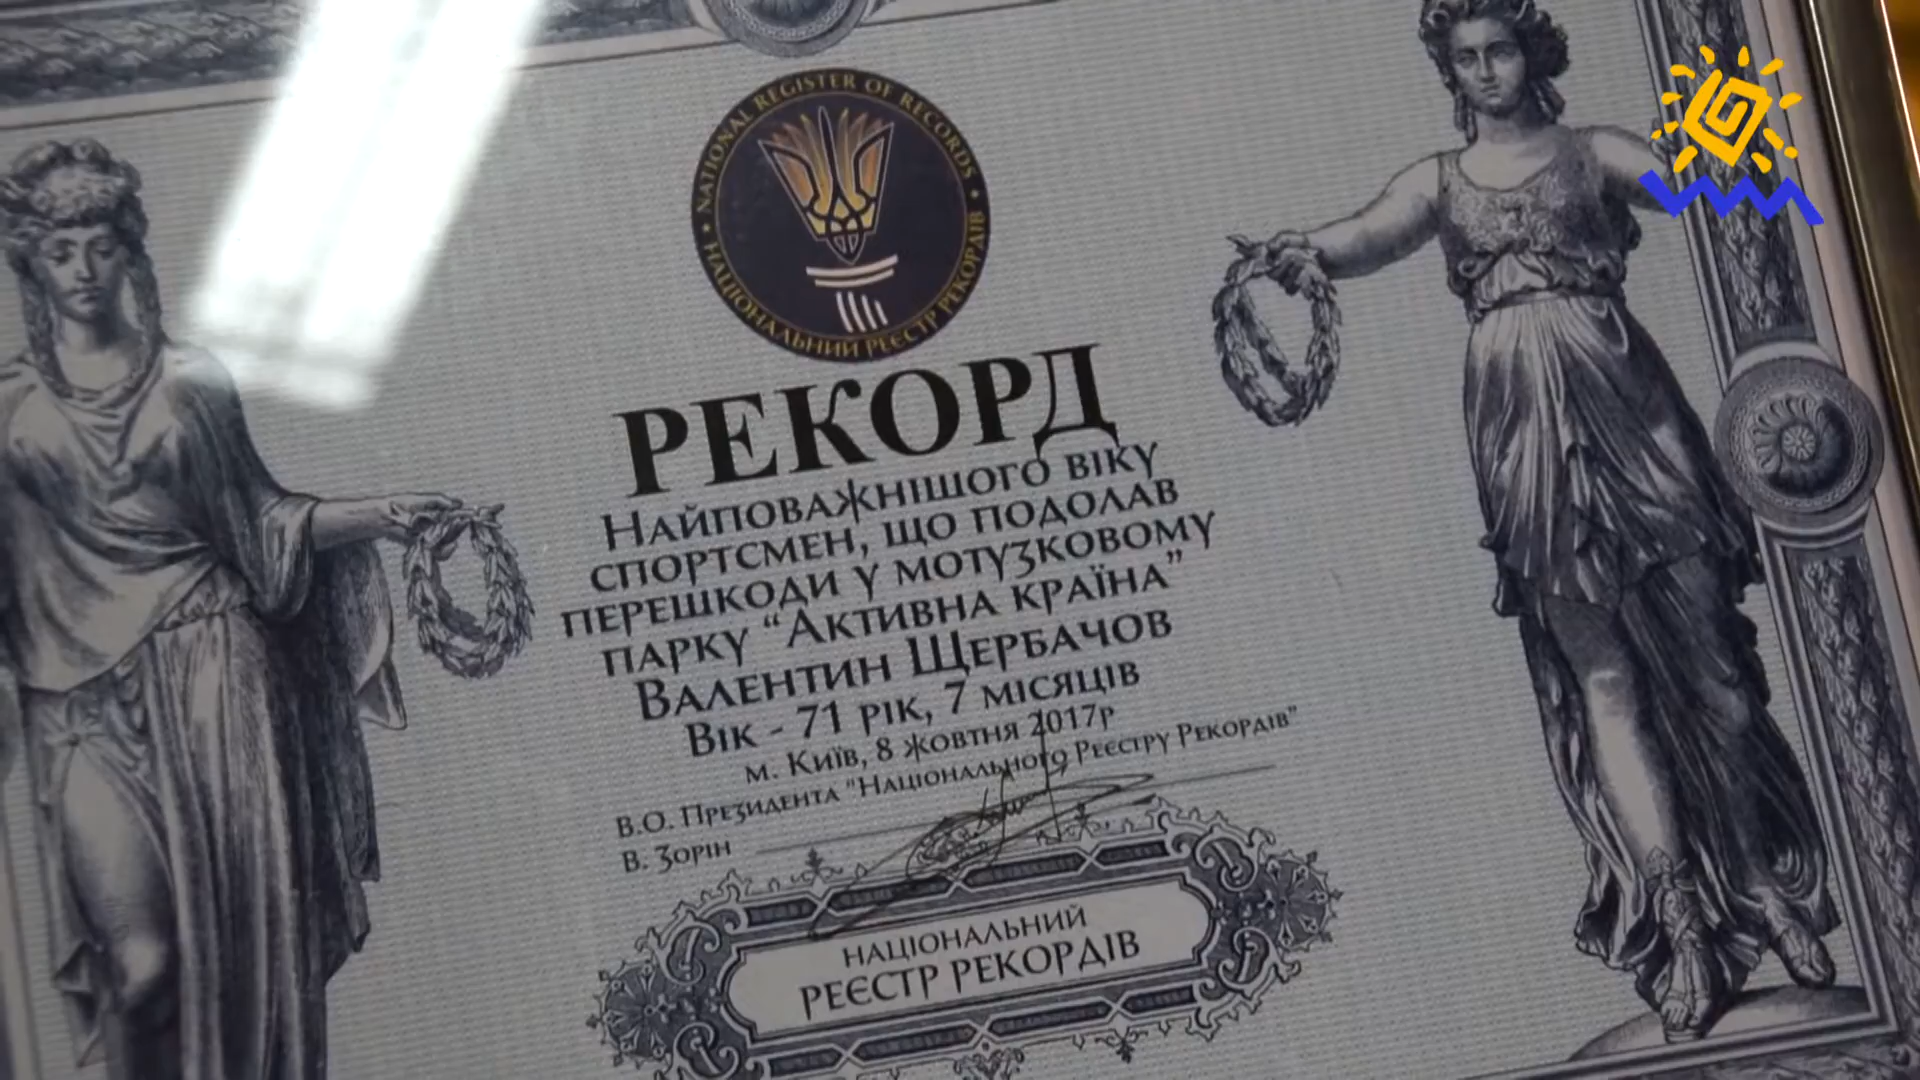 ★ NATIONAL REGISTER OF RECORDS ★
НАЦІОНАЛЬНИЙ РЕЄСТР РЕКОРДІВ
РЕКОРД
Найповажнішого віку
спортсмен, що подолав
перешкоди у мотузковому
парку “Активна країна”
Валентин Щербачов
Вік - 71 рік, 7 місяців
м. Київ, 8 жовтня 2017р
В.О. Президента "Національного Реєстру Рекордів"
В. Зорін
НАЦІОНАЛЬНИЙ
РЕЄСТР РЕКОРДІВ